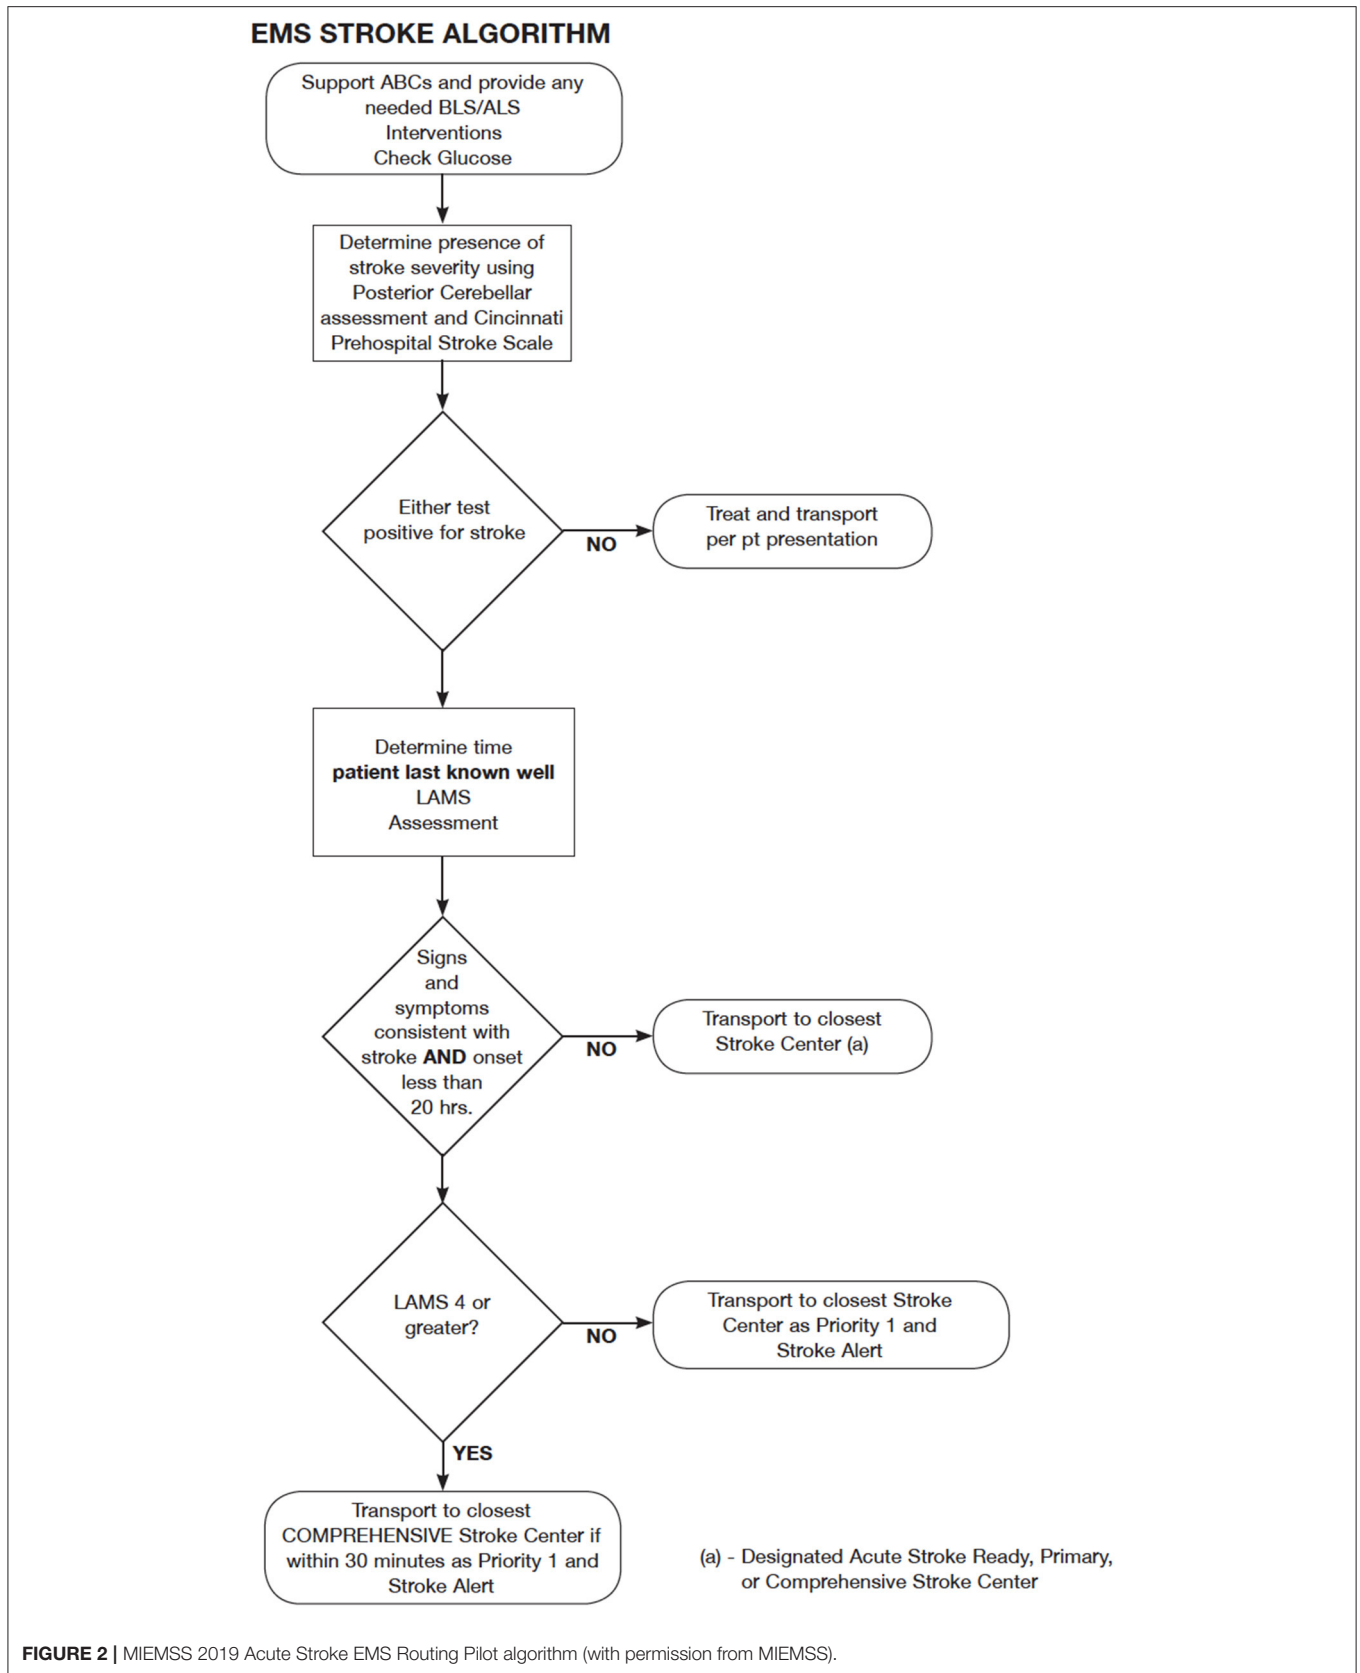 EMS STROKE ALGORITHM
Support ABCs and provide any
needed BLS/ALS
Interventions
Check Glucose
Determine presence of
stroke severity using
Posterior Cerebellar
assessment and Cincinnati
Prehospital Stroke Scale
Either test
positive for stroke
NO
Treat and transport
per pt presentation
Determine time
patient last known well
LAMS
Assessment
Signs
and
symptoms
consistent with
stroke AND onset
less than
20 hrs.
NO
Transport to closest
Stroke Center (a)
LAMS 4 or
greater?
NO
Transport to closest Stroke
Center as Priority 1 and
Stroke Alert
YES
Transport to closest
COMPREHENSIVE Stroke Center if
within 30 minutes as Priority 1 and
Stroke Alert
(a) - Designated Acute Stroke Ready, Primary,
or Comprehensive Stroke Center
FIGURE 2 | MIEMSS 2019 Acute Stroke EMS Routing Pilot algorithm (with permission from MIEMSS).